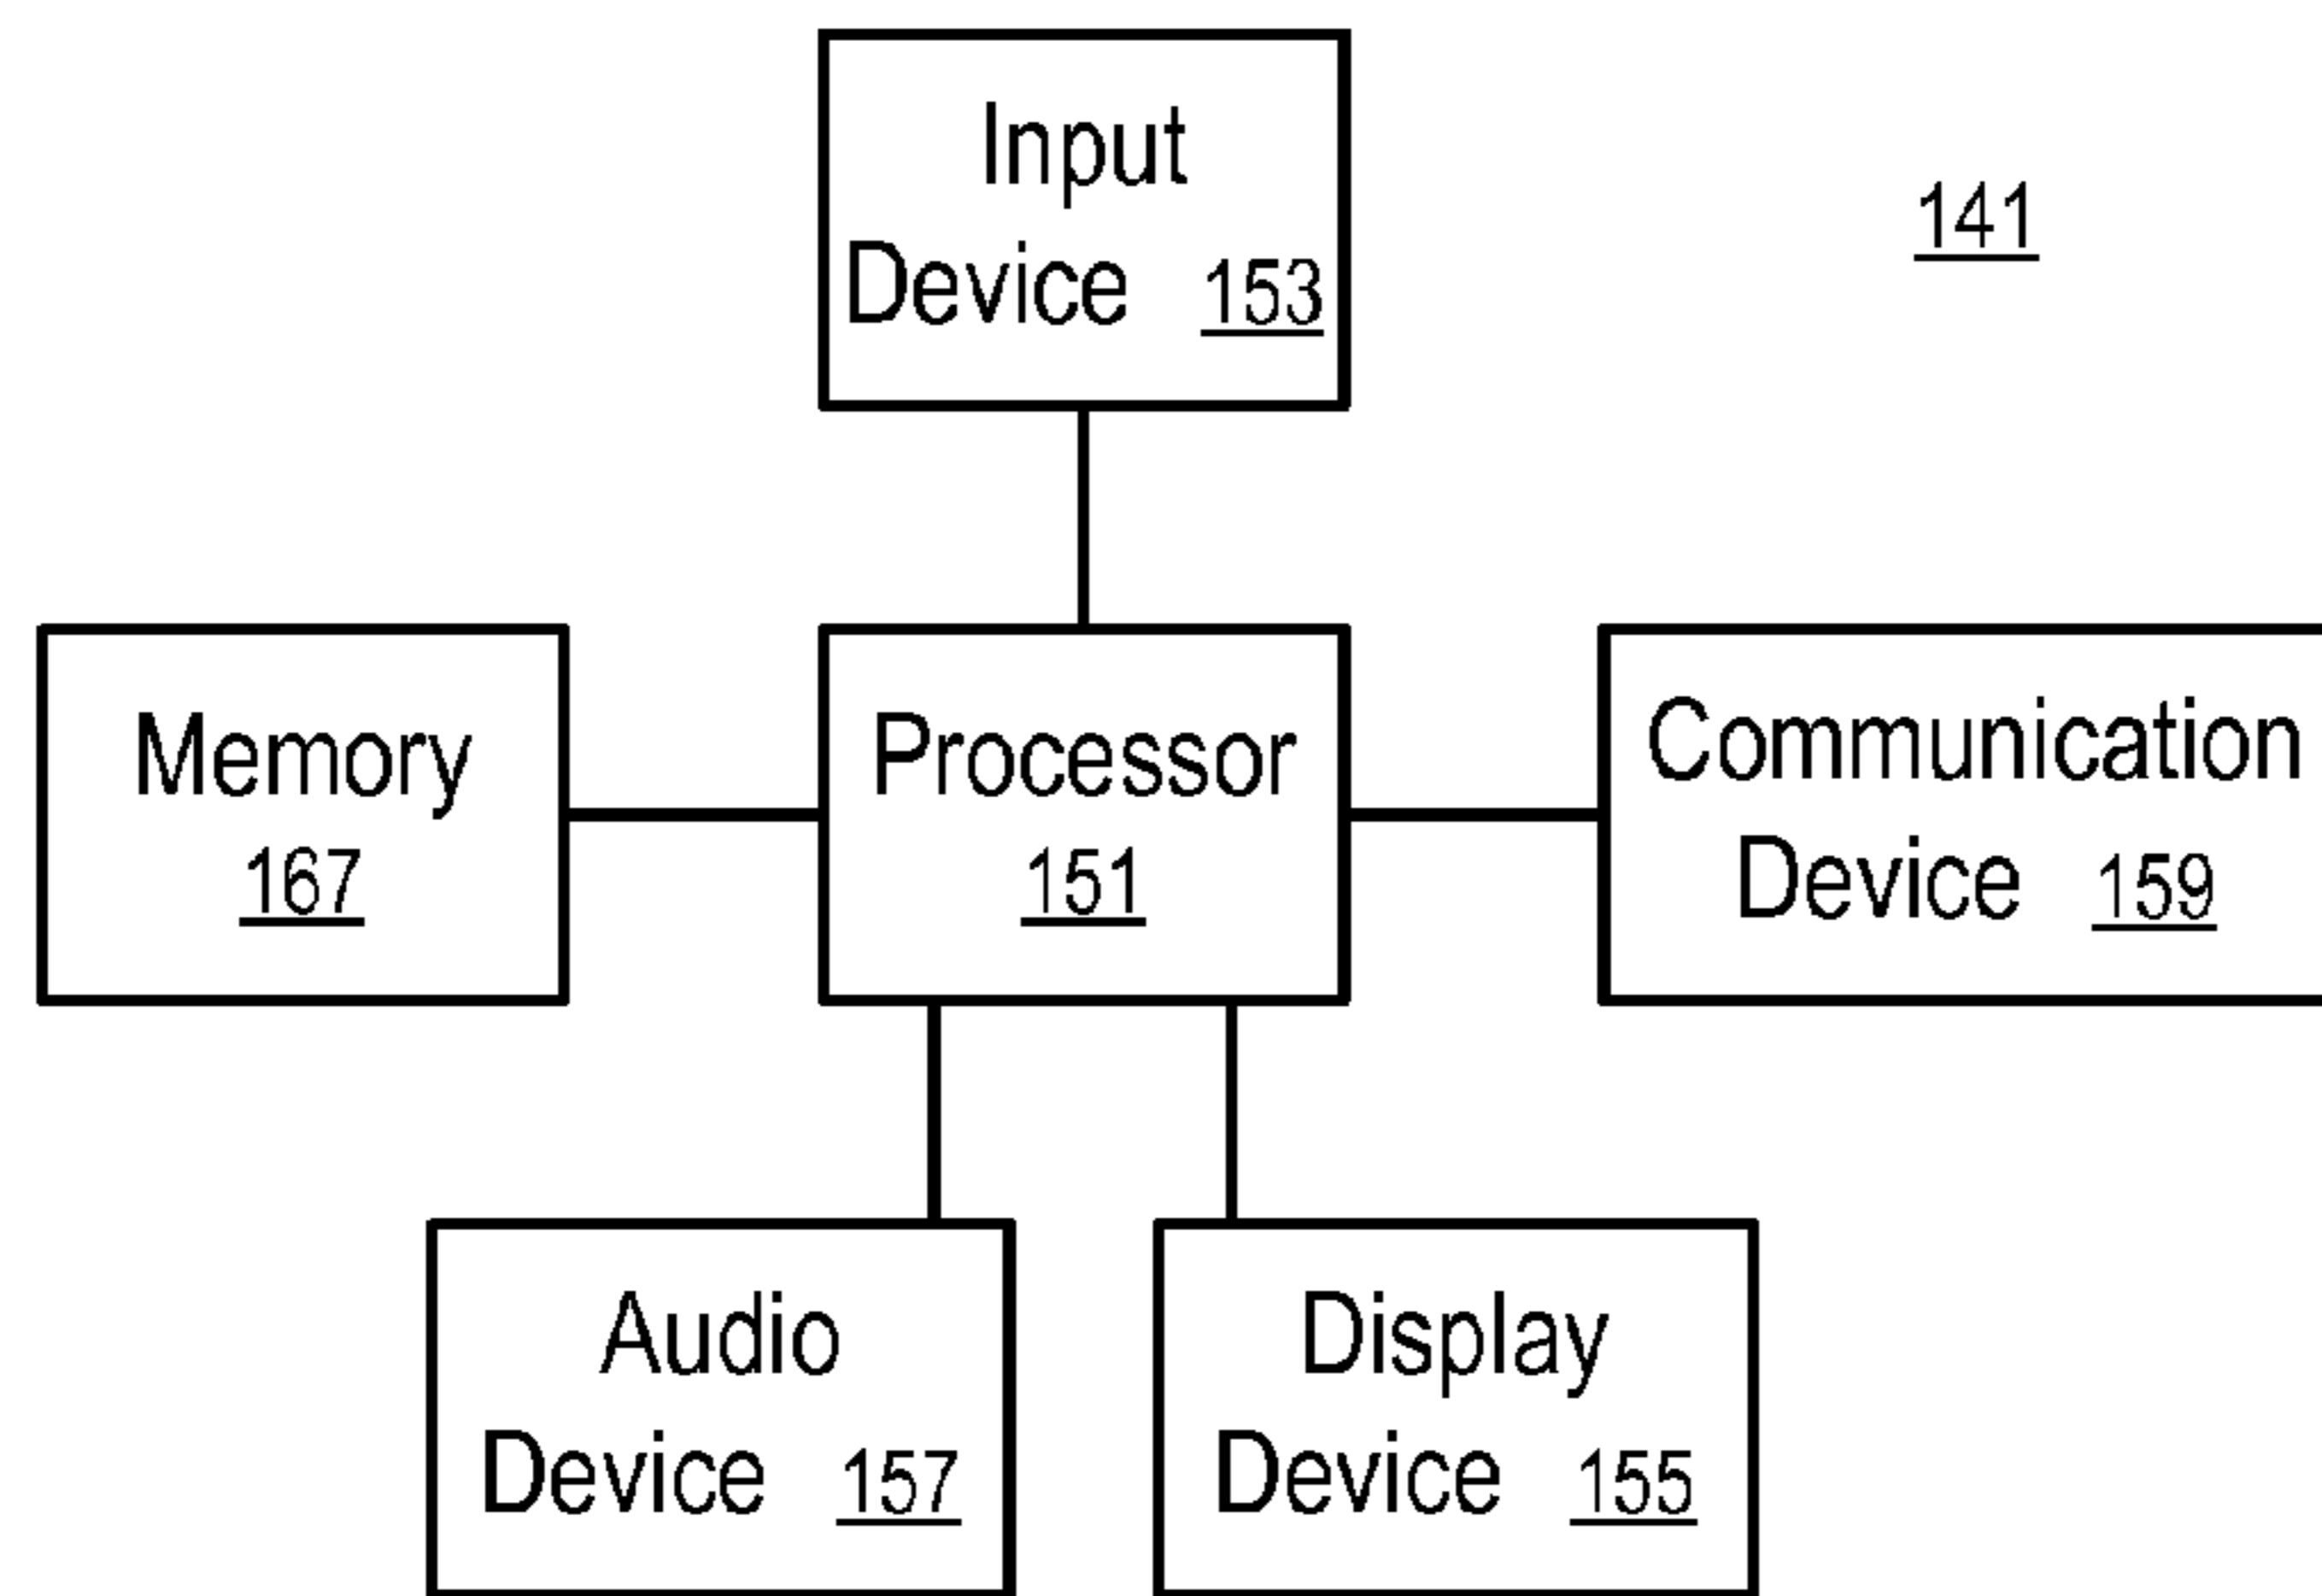 Input
Device 153
141
Memory
167
Processor
151
Communication
Device 159
Audio
Device 157
Display
Device 155